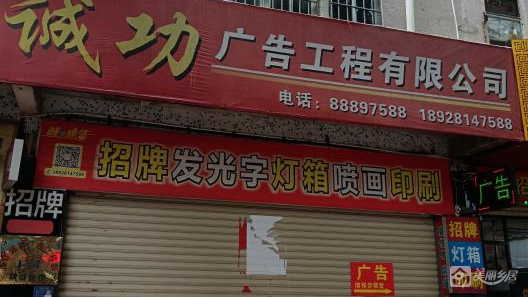 诚功
广告工程有限公司
电话：88897588 18928147588
招牌发光字灯箱喷画印刷
18928147588
招牌
广告
招牌
灯箱
广告
美丽乡居